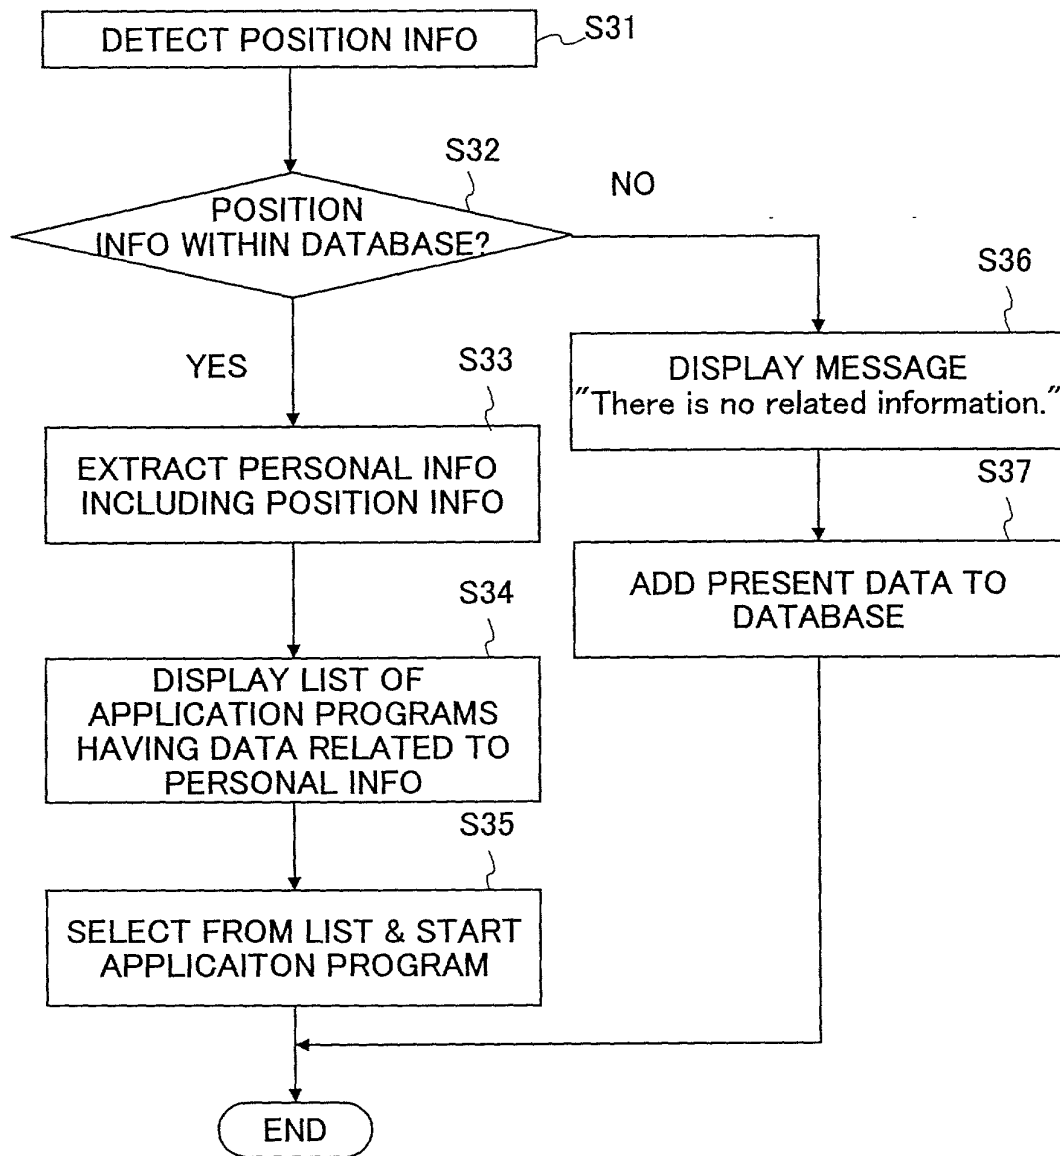 DETECT POSITION INFO
S31
S32
POSITION
INFO WITHIN DATABASE?
NO
YES
S33
EXTRACT PERSONAL INFO
INCLUDING POSITION INFO
S34
DISPLAY LIST OF
APPLICATION PROGRAMS
HAVING DATA RELATED TO
PERSONAL INFO
S35
SELECT FROM LIST & START
APPLICAITON PROGRAM
S36
DISPLAY MESSAGE
"There is no related information."
S37
ADD PRESENT DATA TO
DATABASE
END